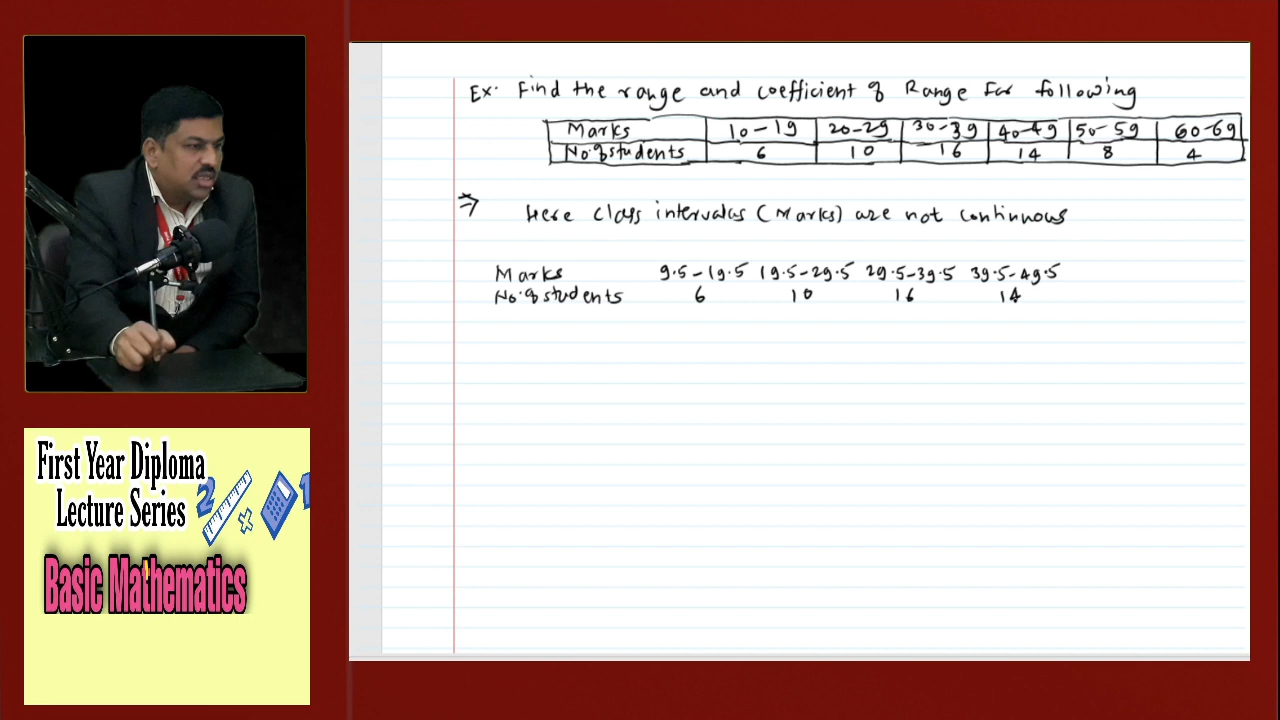 Ex. Find the range and coefficient of Range for following
Marks 10-19 20-29 30-39 40-49 50-59 60-69
No. of students 6 10 16 14 8 4
⇒ Here class intervalas (Marks) are not continuous
Marks 9.5-19.5 19.5-29.5 29.5-39.5 39.5-49.5
No. of students 6 10 16 14
First Year Diploma
Lecture Series
2 1
Basic Mathematics